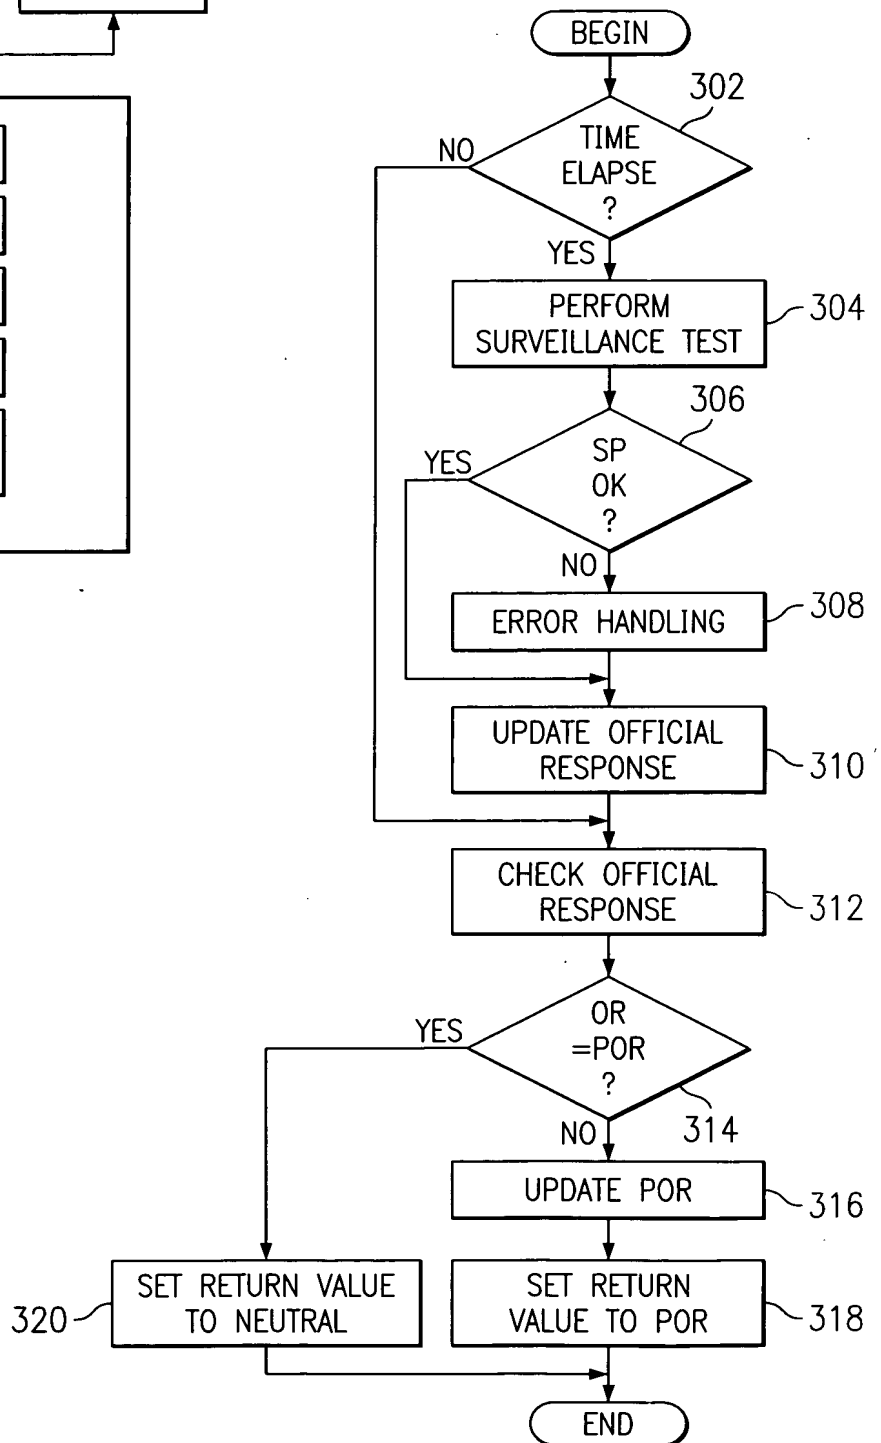 BEGIN
302
TIME
ELAPSE
?
NO
YES
PERFORM
SURVEILLANCE TEST
304
306
SP
OK
?
YES
NO
ERROR HANDLING
308
UPDATE OFFICIAL
RESPONSE
310
CHECK OFFICIAL
RESPONSE
312
OR
=POR
?
YES
314
NO
UPDATE POR
316
SET RETURN VALUE
TO NEUTRAL
320
SET RETURN
VALUE TO POR
318
END